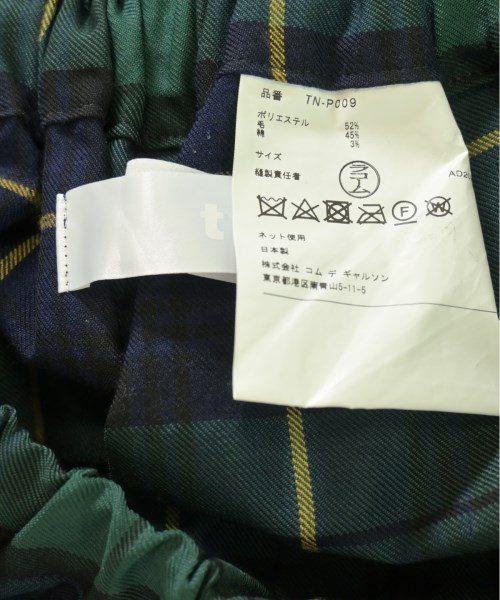 品番 TN-P009
ポリエステル 52%
毛 45%
綿 3%
サイズ
縫製責任者
ネット使用
日本製
株式会社 コム デ ギャルソン
東京都港区南青山5-11-5
t
F
W